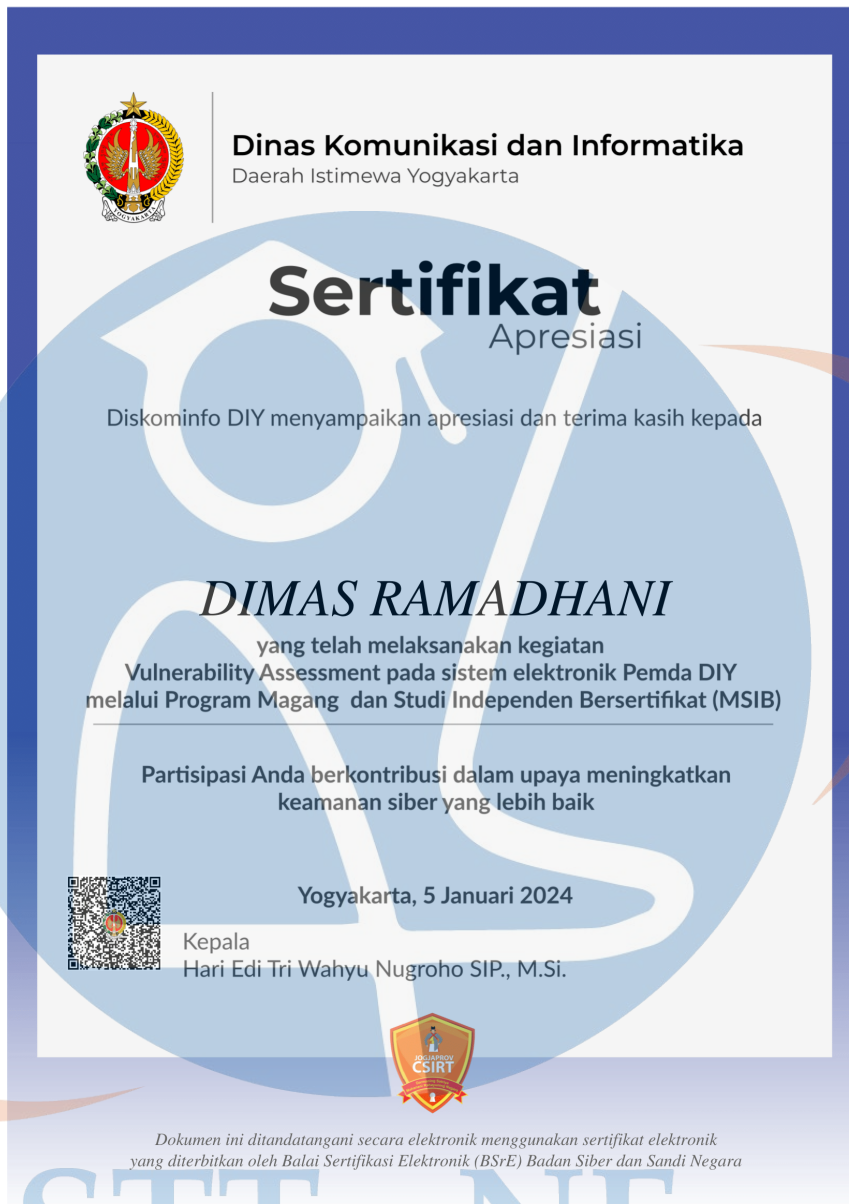 Dinas Komunikasi dan Informatika
Daerah Istimewa Yogyakarta
YOGYAKARTA
Sertifikat
Apresiasi
Diskominfo DIY menyampaikan apresiasi dan terima kasih kepada
DIMAS RAMADHANI
yang telah melaksanakan kegiatan
Vulnerability Assessment pada sistem elektronik Pemda DIY
melalui Program Magang dan Studi Independen Bersertifikat (MSIB)
Partisipasi Anda berkontribusi dalam upaya meningkatkan
keamanan siber yang lebih baik
Yogyakarta, 5 Januari 2024
Kepala
Hari Edi Tri Wahyu Nugroho SIP., M.Si.
JOGJAPROV
CSIRT
Dokumen ini ditandatangani secara elektronik menggunakan sertifikat elektronik
yang diterbitkan oleh Balai Sertifikasi Elektronik (BSrE) Badan Siber dan Sandi Negara
STT - NF